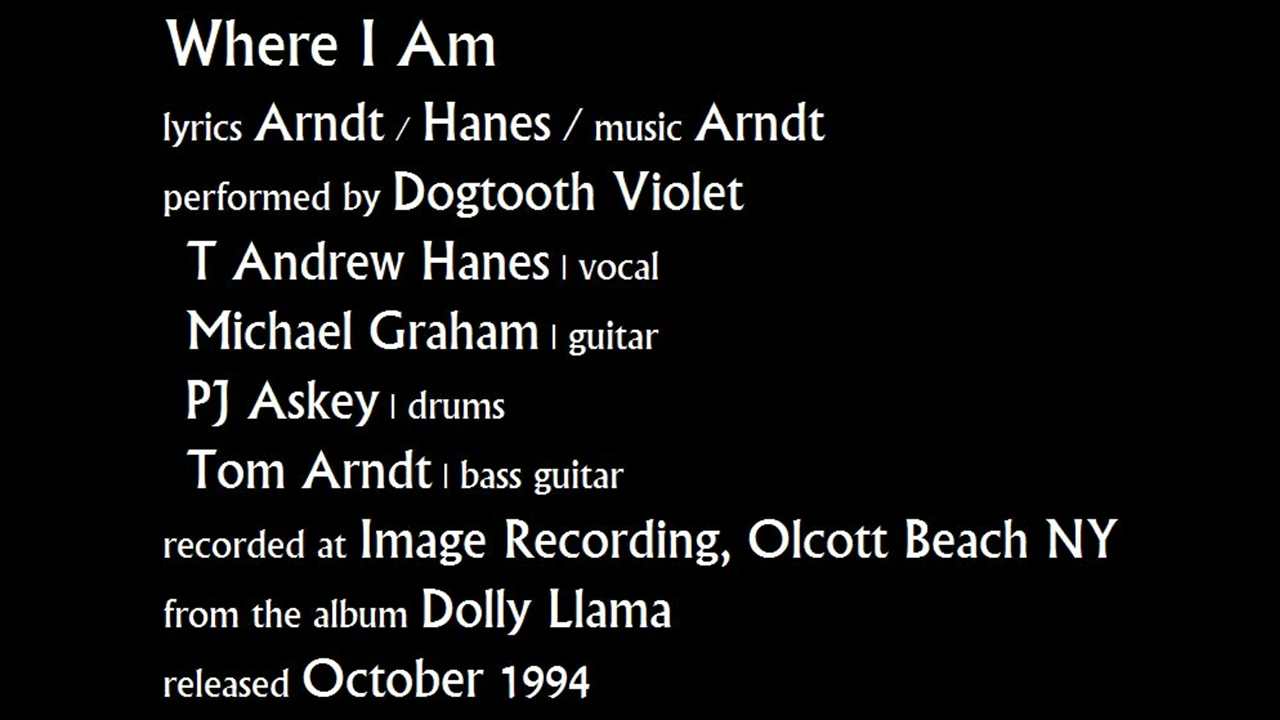 Where I Am
lyrics Arndt / Hanes / music Arndt
performed by Dogtooth Violet
T Andrew Hanes | vocal
Michael Graham | guitar
PJ Askey | drums
Tom Arndt | bass guitar
recorded at Image Recording, Olcott Beach NY
from the album Dolly Llama
released October 1994